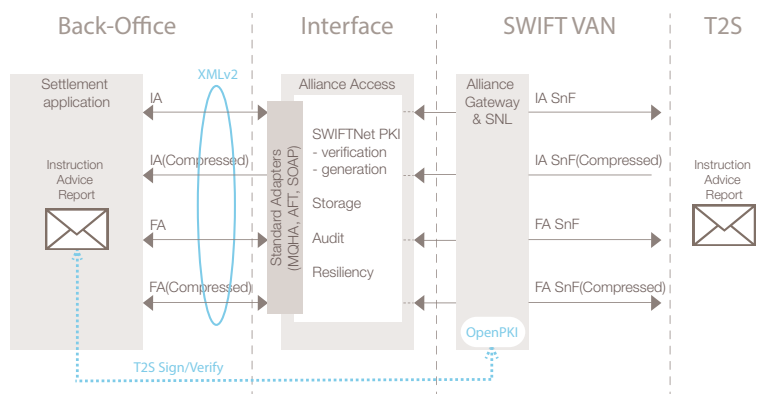 Back-Office
Interface
SWIFT VAN
T2S
XMLv2
Settlement
application
Alliance Access
Alliance
Gateway
& SNL
IA
IA SnF
SWIFTNet PKI
- verification
- generation
IA(Compressed)
IA SnF(Compressed)
Instruction
Advice
Report
Instruction
Advice
Report
Standard Adapters
(MQHA, AFT, SOAP)
Storage
FA
FA SnF
Audit
Resiliency
FA(Compressed)
FA SnF(Compressed)
OpenPKI
T2S Sign/Verify